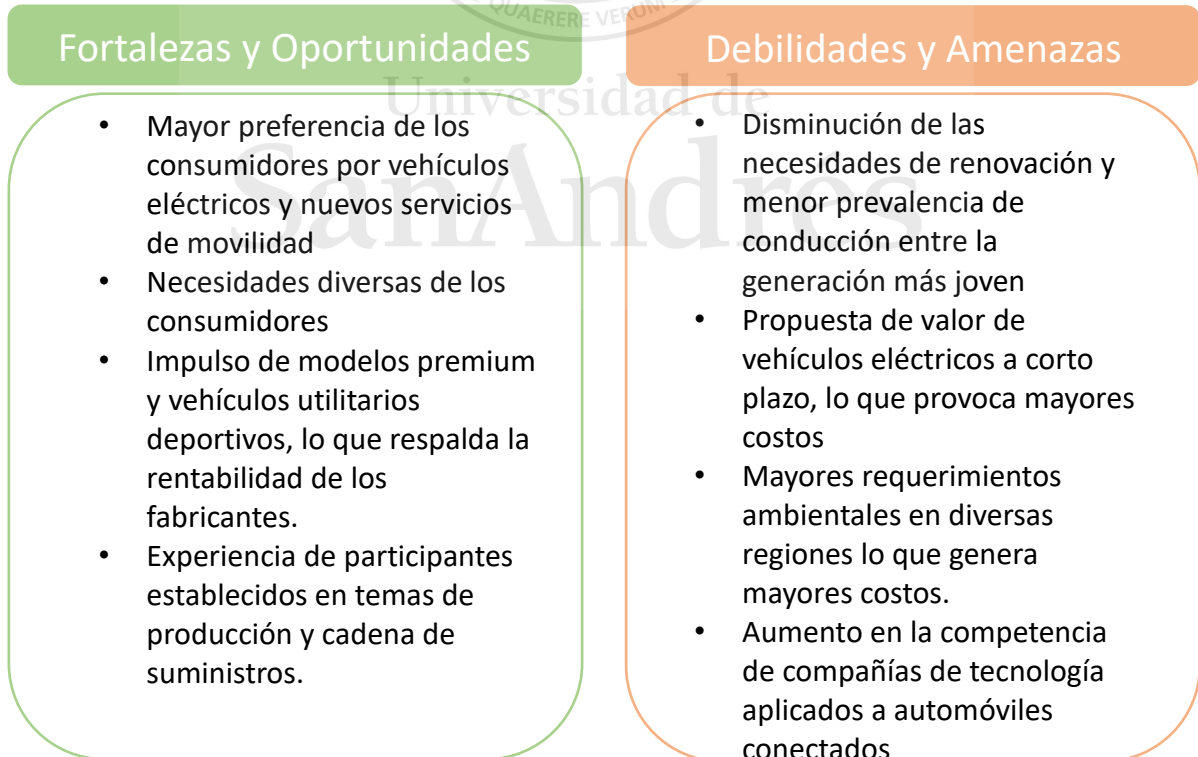 QUAERERE VERUM
Universidad de
SanAndrés
Fortalezas y Oportunidades
• Mayor preferencia de los
consumidores por vehículos
eléctricos y nuevos servicios
de movilidad
• Necesidades diversas de los
consumidores
• Impulso de modelos premium
y vehículos utilitarios
deportivos, lo que respalda la
rentabilidad de los
fabricantes.
• Experiencia de participantes
establecidos en temas de
producción y cadena de
suministros.
Debilidades y Amenazas
• Disminución de las
necesidades de renovación y
menor prevalencia de
conducción entre la
generación más joven
• Propuesta de valor de
vehículos eléctricos a corto
plazo, lo que provoca mayores
costos
• Mayores requerimientos
ambientales en diversas
regiones lo que genera
mayores costos.
• Aumento en la competencia
de compañías de tecnología
aplicados a automóviles
conectados